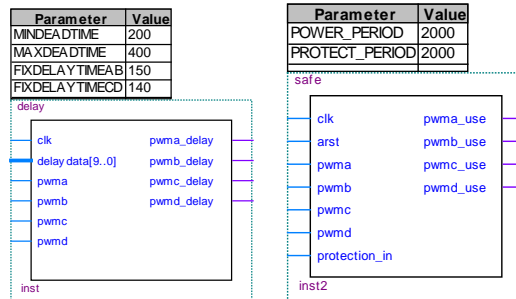 Parameter Value
MINDEADTIME 200
MAXDEADTIME 400
FIXDELAYTIMEAB 150
FIXDELAYTIMECD 140
delay
clk pwma_delay
delaydata[9..0] pwmb_delay
pwma pwmc_delay
pwmb pwmd_delay
pwmc
pwmd
inst
Parameter Value
POWER_PERIOD 2000
PROTECT_PERIOD 2000
safe
clk pwma_use
arst pwmb_use
pwma pwmc_use
pwmb pwmd_use
pwmc
pwmd
protection_in
inst2